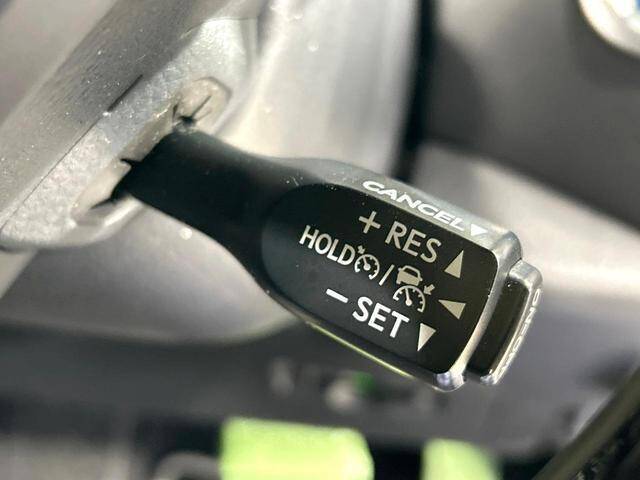 CANCEL
+ RES
HOLD /
− SET